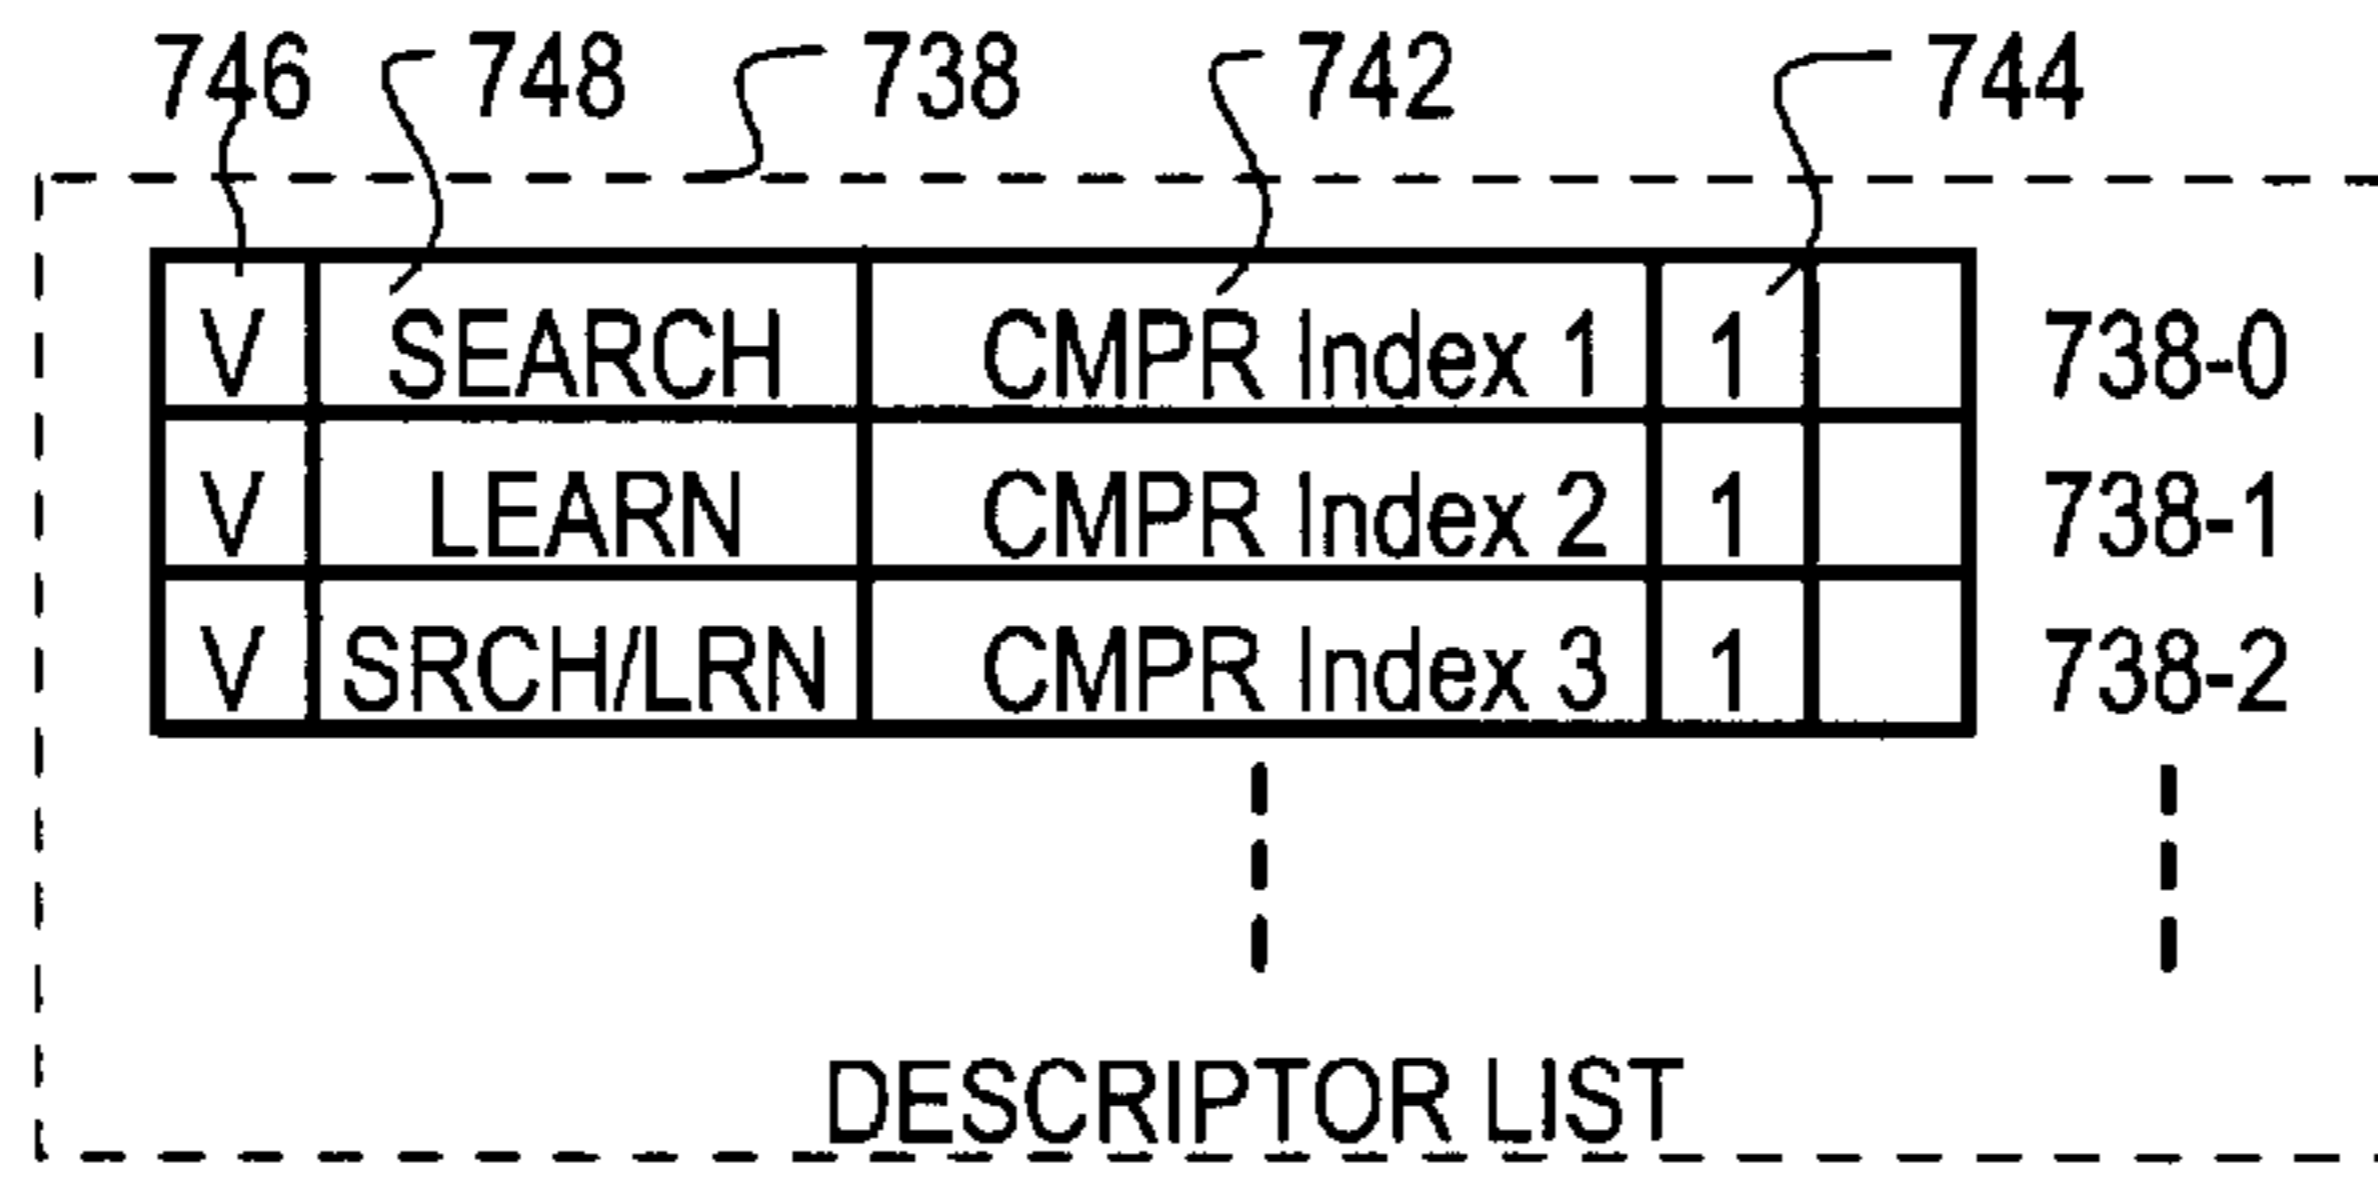 746 748 738 742 744
V SEARCH CMPR Index 1 1 738-0
V LEARN CMPR Index 2 1 738-1
V SRCH/LRN CMPR Index 3 1 738-2
DESCRIPTOR LIST